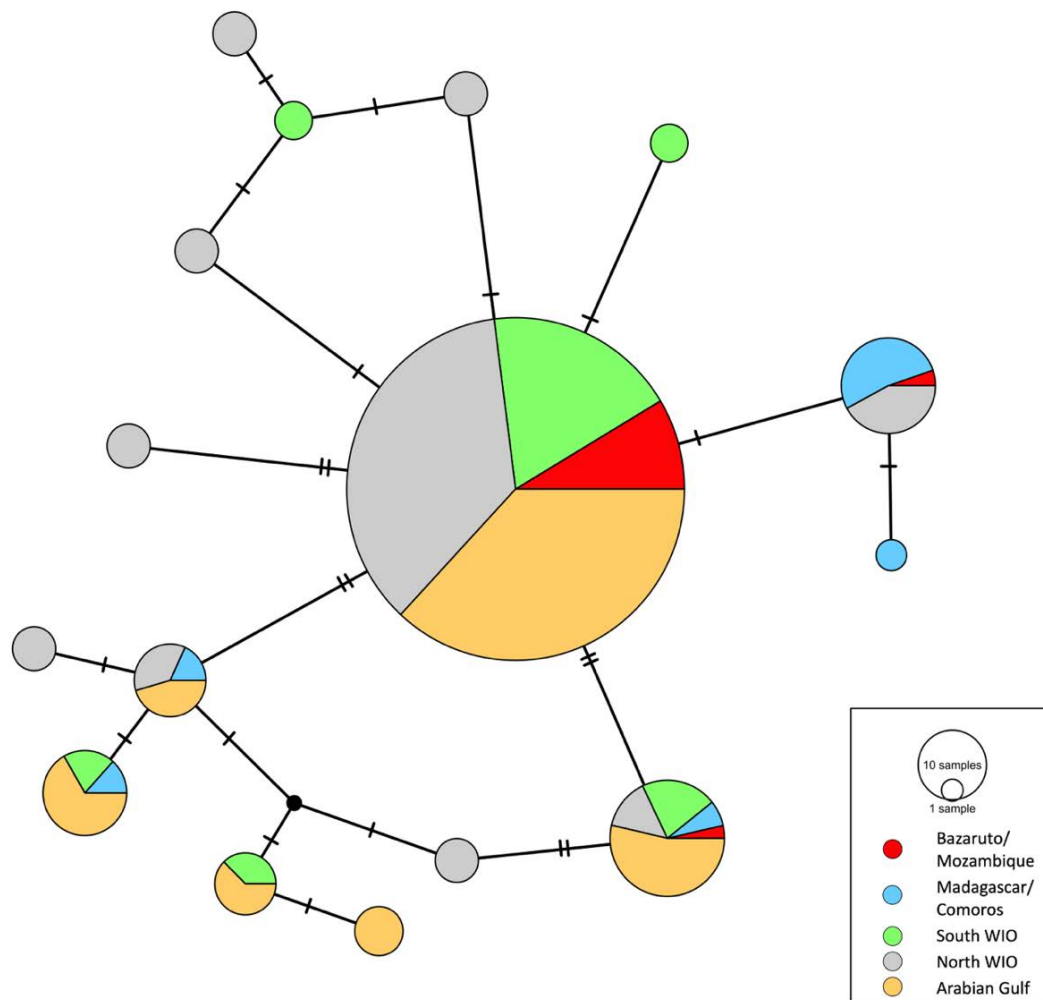 10 samples
1 sample
Bazaruto/
Mozambique
Madagascar/
Comoros
South WIO
North WIO
Arabian Gulf